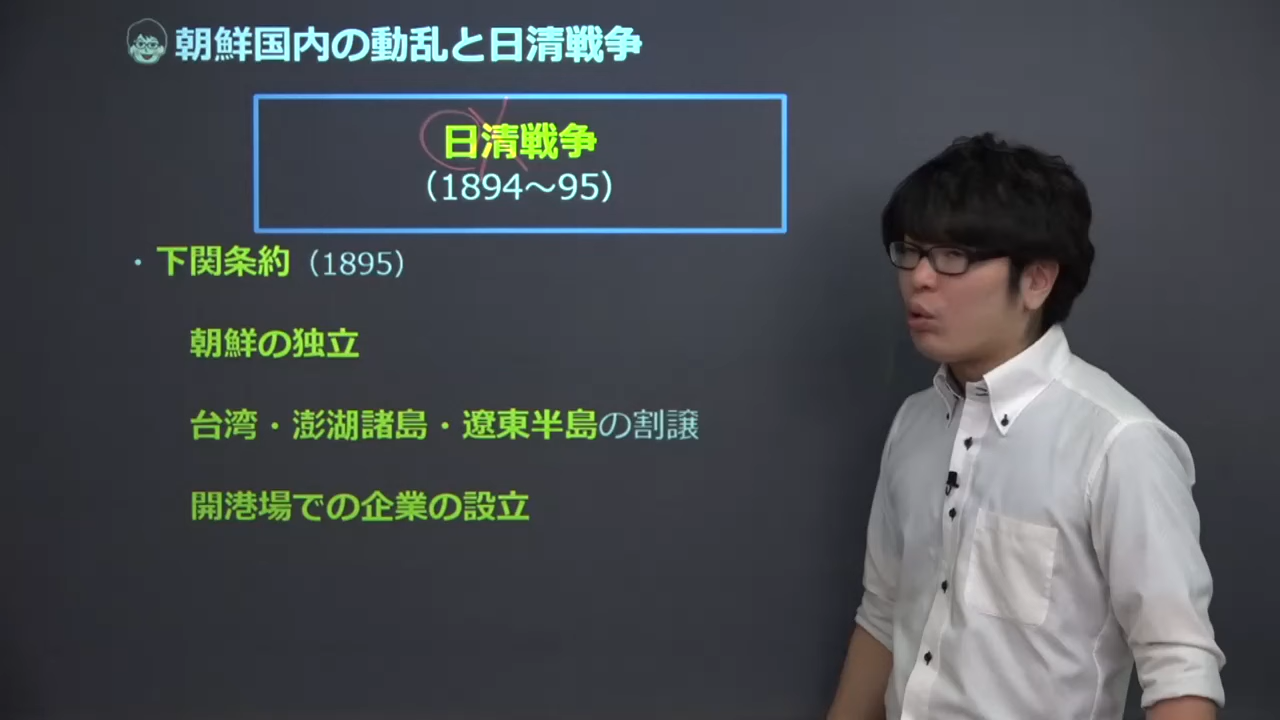 朝鮮国内の動乱と日清戦争
日清戦争
（1894～95）
・下関条約（1895）
朝鮮の独立
台湾・澎湖諸島・遼東半島の割譲
開港場での企業の設立